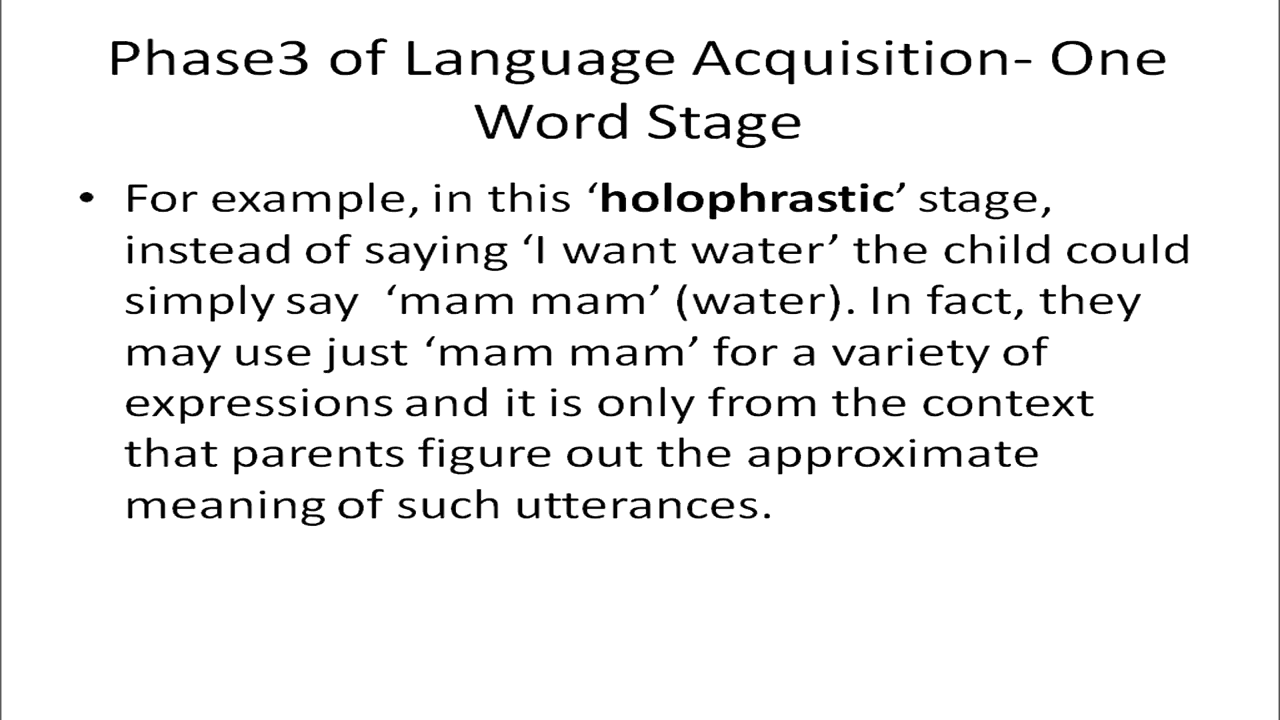 Phase3 of Language Acquisition- One
Word Stage
• For example, in this ‘holophrastic’ stage,
instead of saying ‘I want water’ the child could
simply say ‘mam mam’ (water). In fact, they
may use just ‘mam mam’ for a variety of
expressions and it is only from the context
that parents figure out the approximate
meaning of such utterances.